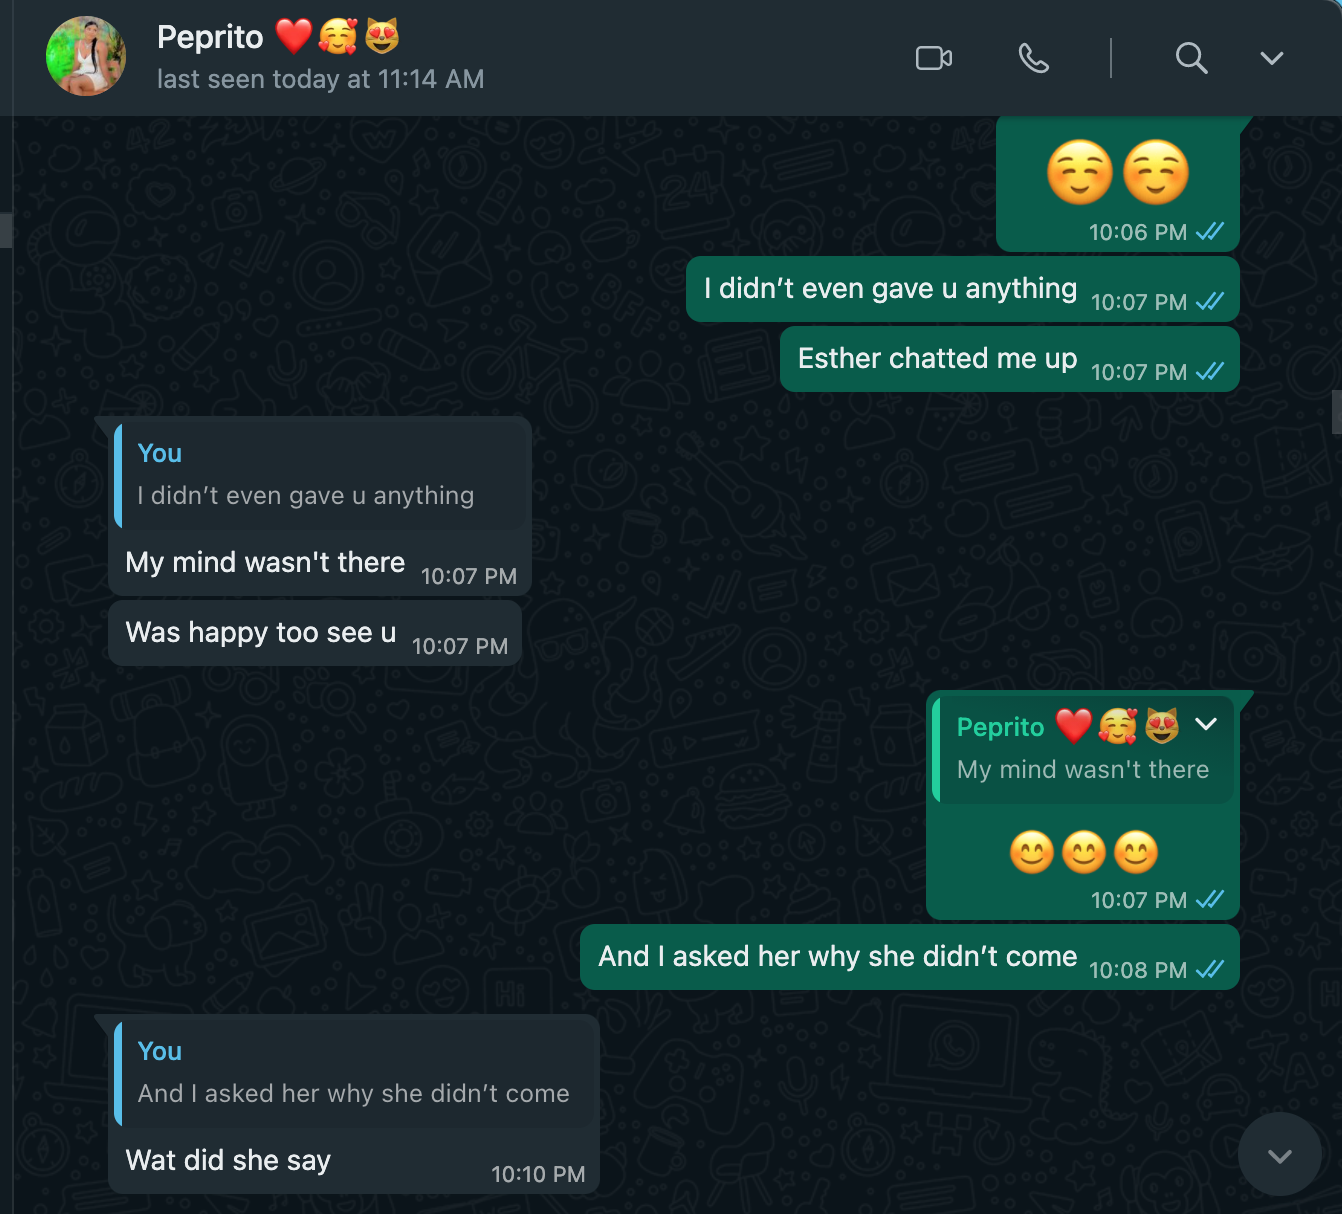 Peprito ❤️🥰😻
last seen today at 11:14 AM
☺️☺️
10:06 PM
I didn’t even gave u anything 10:07 PM
Esther chatted me up 10:07 PM
You
I didn’t even gave u anything
My mind wasn't there 10:07 PM
Was happy too see u 10:07 PM
Peprito ❤️🥰😻
My mind wasn't there
😊😊😊
10:07 PM
And I asked her why she didn’t come 10:08 PM
You
And I asked her why she didn’t come
Wat did she say 10:10 PM